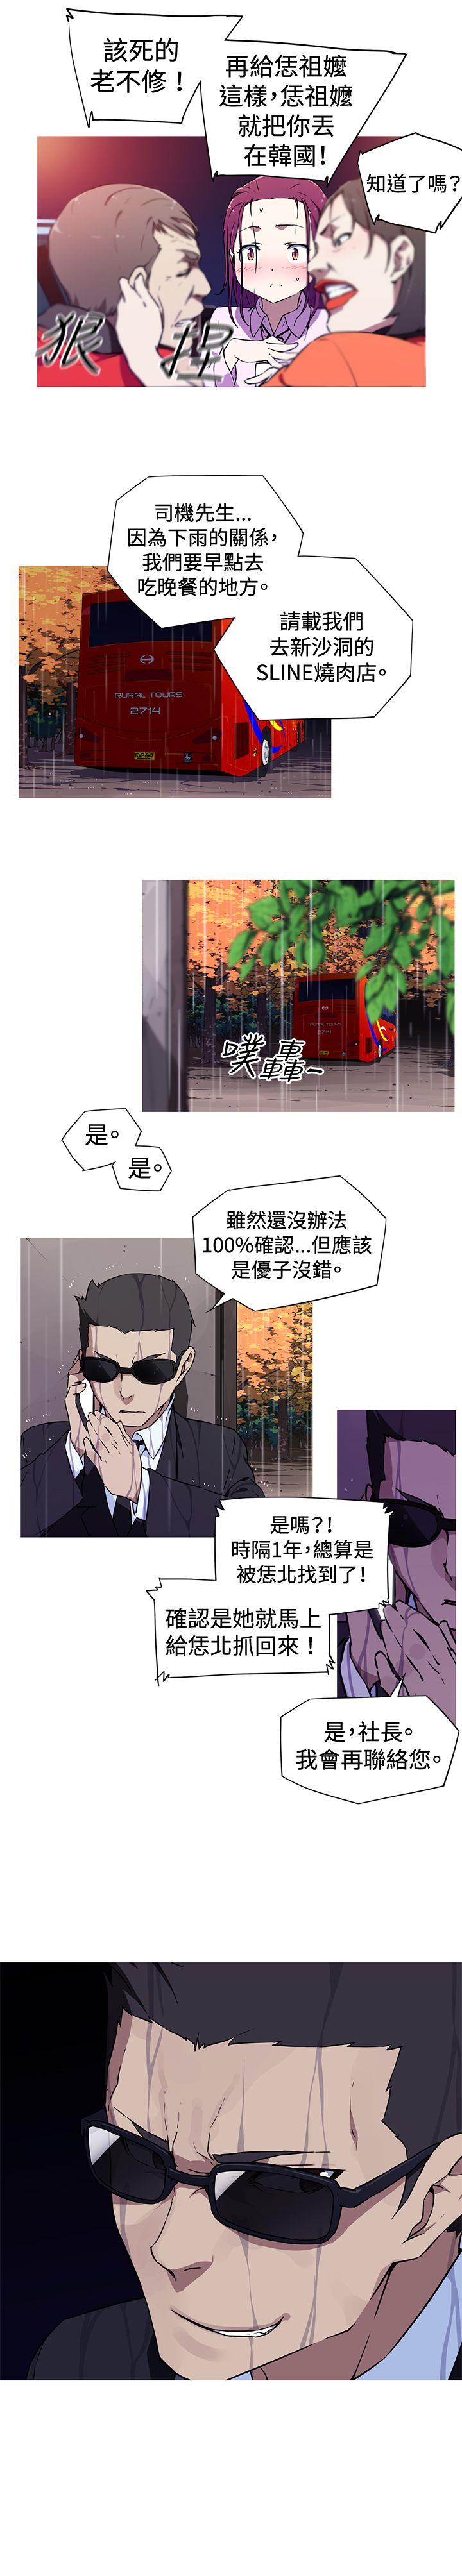 該死的
老不修！
再給恁祖嬤
這樣，恁祖嬤
就把你丟
在韓國！
知道了嗎？
狠 捏
司機先生…
因為下雨的關係，
我們要早點去
吃晚餐的地方。
請載我們
去新沙洞的
SLINE燒肉店。
RURAL TOURS
2714
RURAL TOURS
2714
噗轟~
是。
是。
雖然還沒辦法
100%確認…但應該
是優子沒錯。
是嗎？！
時隔1年，總算是
被恁北找到了！
確認是她就馬上
給恁北抓回來！
是，社長。
我會再聯絡您。